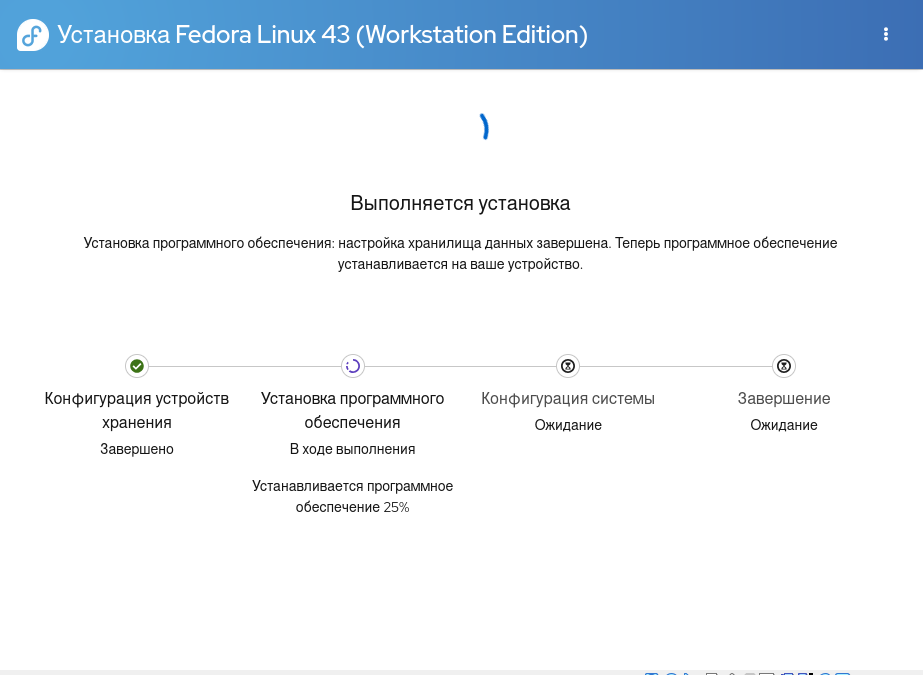 Установка Fedora Linux 43 (Workstation Edition)
Выполняется установка
Установка программного обеспечения: настройка хранилища данных завершена. Теперь программное обеспечение
устанавливается на ваше устройство.
Конфигурация устройств
хранения
Завершено
Установка программного
обеспечения
В ходе выполнения
Устанавливается программное
обеспечение 25%
Конфигурация системы
Ожидание
Завершение
Ожидание